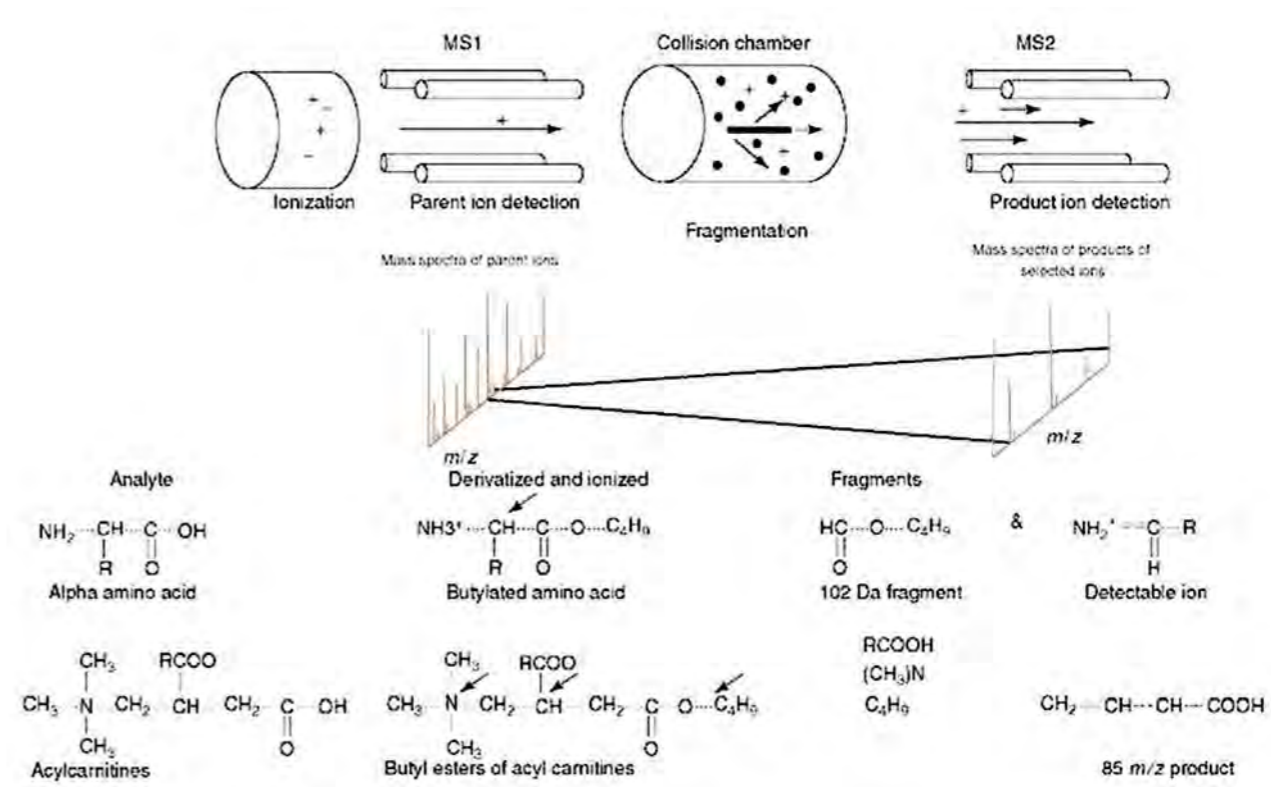 MS1
Collision chamber
MS2
+
−
+
−
+
+
+
+
+
Ionization
Parent ion detection
Fragmentation
Product ion detection
Mass spectra of parent ions
Mass spectra of products of
selected ions
m/z
m/z
Analyte
Derivatized and ionized
Fragments
NH₂ CH C OH
R O
Alpha amino acid
NH3⁺ CH C O C₄H₉
R O
Butylated amino acid
HC O C₄H₉
O
102 Da fragment
&
NH₂⁺ C R
H
Detectable ion
CH₃ RCOO
CH₃ N CH₂ CH CH₂ C OH
CH₃ O
Acylcarnitines
CH₃ RCOO
CH₃ N CH₂ CH CH₂ C O C₄H₉
CH₃ O
Butyl esters of acyl carnitines
RCOOH
(CH₃)N
C₄H₉
CH₂ CH CH COOH
85 m/z product